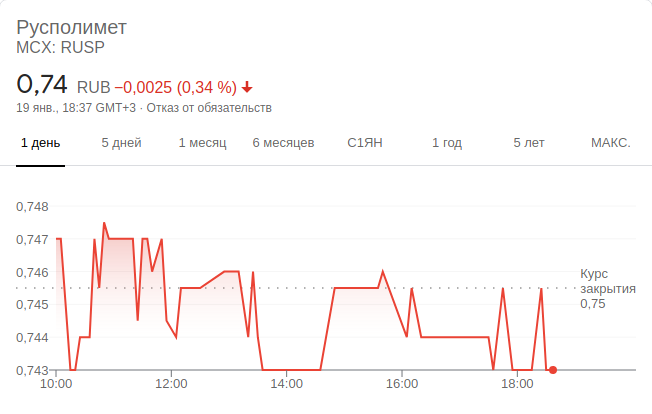 Русполимет
MCX: RUSP
0,74 RUB −0,0025 (0,34 %)
19 янв., 18:37 GMT+3 · Отказ от обязательств
1 день 5 дней 1 месяц 6 месяцев С1ЯН 1 год 5 лет МАКС.
0,748
0,747
0,746
0,745
0,744
0,743
Курс
закрытия
0,75
10:00 12:00 14:00 16:00 18:00